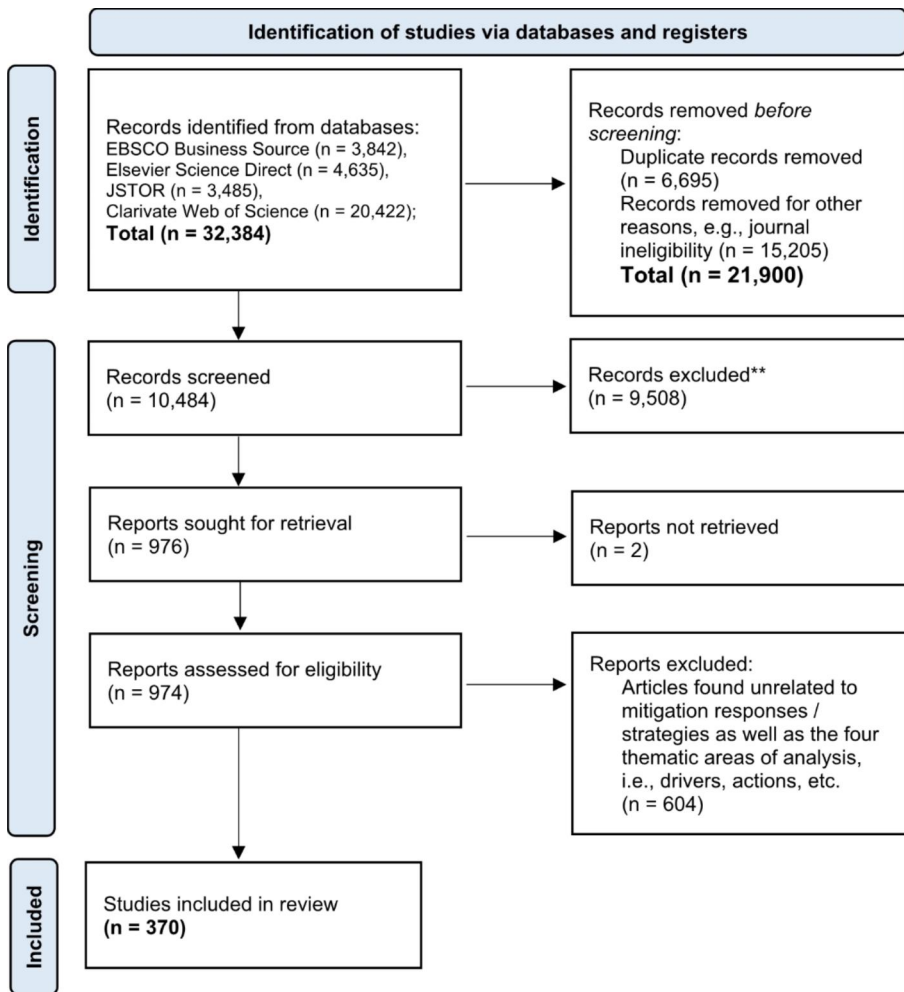 Identification of studies via databases and registers
Identification
Records identified from databases:
EBSCO Business Source (n = 3,842),
Elsevier Science Direct (n = 4,635),
JSTOR (n = 3,485),
Clarivate Web of Science (n = 20,422);
Total (n = 32,384)
Records removed before
screening:
Duplicate records removed
(n = 6,695)
Records removed for other
reasons, e.g., journal
ineligibility (n = 15,205)
Total (n = 21,900)
Screening
Records screened
(n = 10,484)
Records excluded**
(n = 9,508)
Reports sought for retrieval
(n = 976)
Reports not retrieved
(n = 2)
Reports assessed for eligibility
(n = 974)
Reports excluded:
Articles found unrelated to
mitigation responses /
strategies as well as the four
thematic areas of analysis,
i.e., drivers, actions, etc.
(n = 604)
Included
Studies included in review
(n = 370)